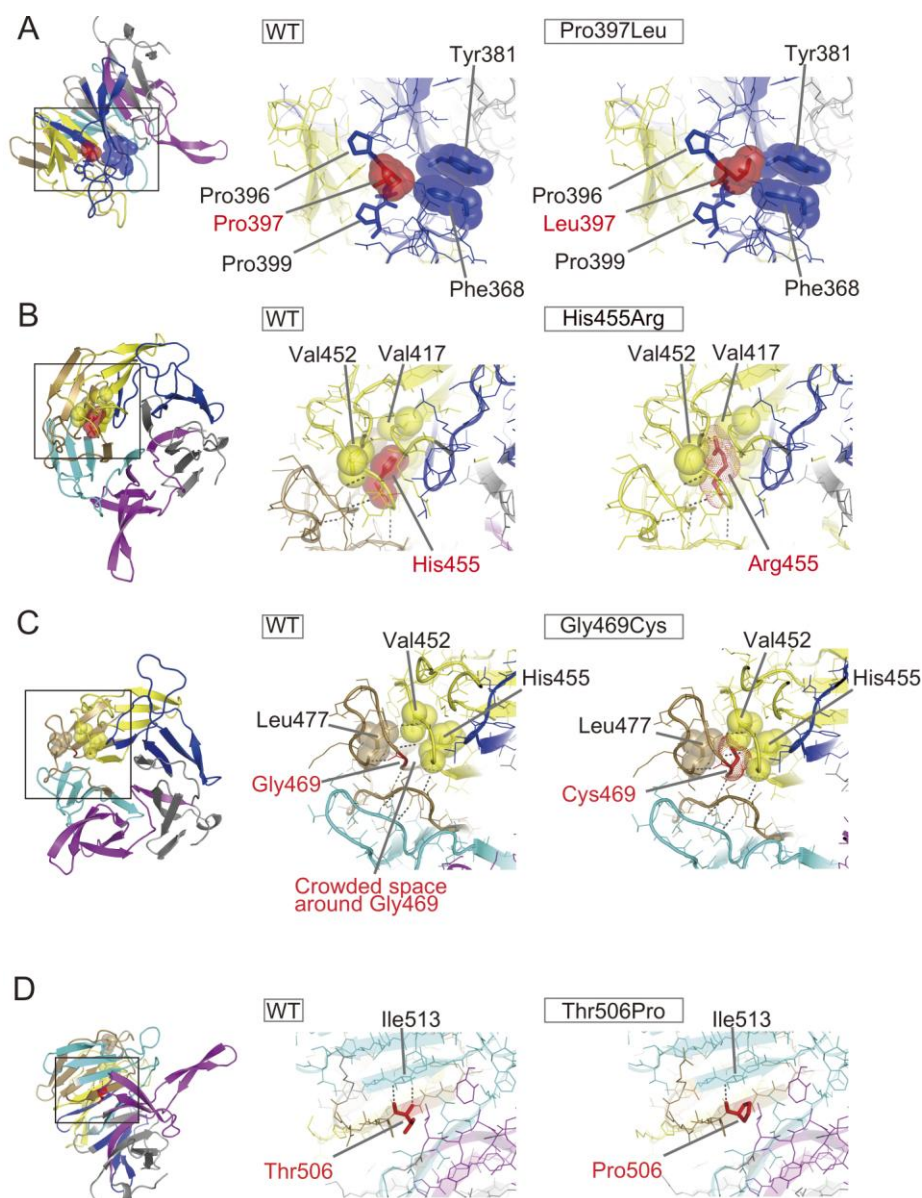 A
WT
Pro397Leu
Tyr381
Tyr381
Pro396
Pro397
Pro399
Phe368
Pro396
Leu397
Pro399
Phe368
B
WT
His455Arg
Val452
Val417
Val452
Val417
His455
Arg455
C
WT
Gly469Cys
Val452
Val452
His455
His455
Leu477
Leu477
Gly469
Cys469
Crowded space
around Gly469
D
WT
Thr506Pro
Ile513
Ile513
Thr506
Pro506